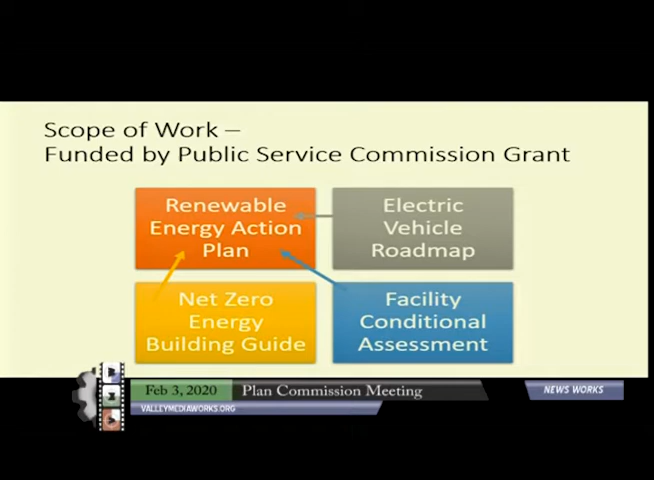 Scope of Work –
Funded by Public Service Commission Grant
Renewable
Energy Action
Plan
Electric
Vehicle
Roadmap
Net Zero
Energy
Building Guide
Facility
Conditional
Assessment
Feb 3, 2020
Plan Commission Meeting
NEWS WORKS
VALLEYMEDIAWORKS.ORG